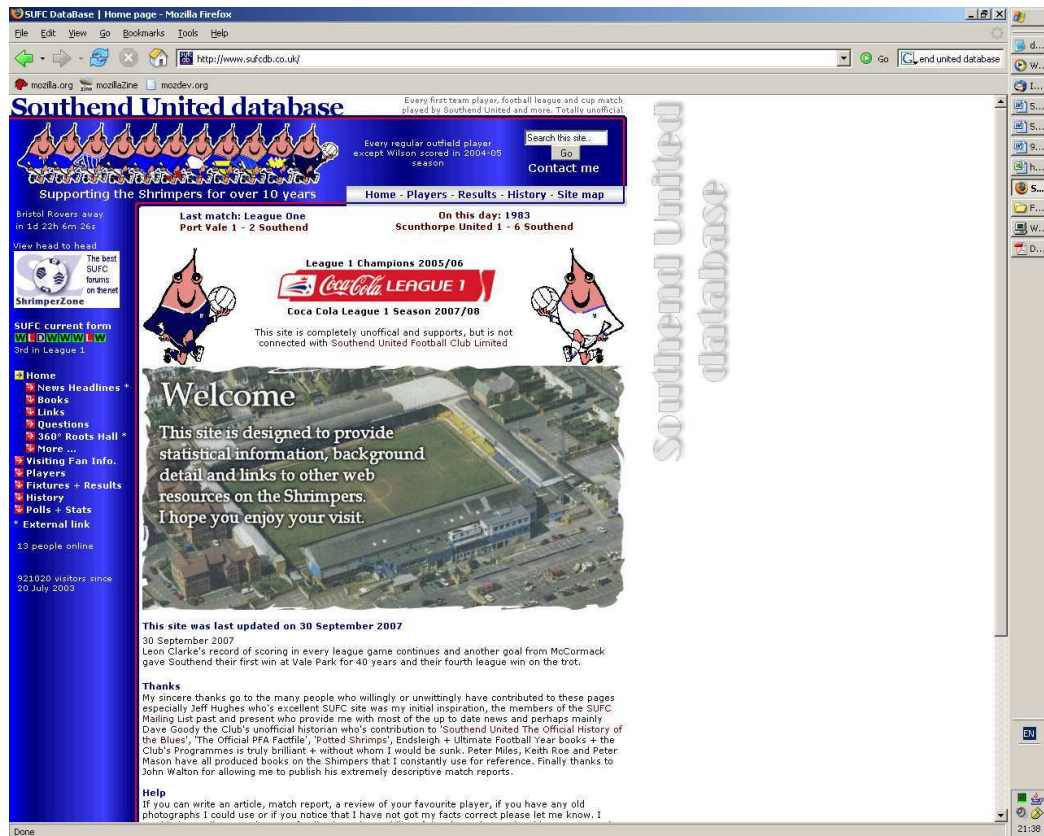 SUFC DataBase | Home page - Mozilla Firefox
File Edit View Go Bookmarks Tools Help
http://www.sufcdb.co.uk/
Go
end united database
mozilla.org mozillaZine mozdev.org
Southend United database
Every first team player, football league and cup match
played by Southend United and more. Totally unofficial
Every regular outfield player
except Wilson scored in 2004-05
season
Search this site..
Go
Contact me
Supporting the Shrimpers for over 10 years
Home - Players - Results - History - Site map
Bristol Rovers away
in 1d 22h 6m 26s
View head to head
The best
SUFC
forums
on the net
ShrimperZone
SUFC current form
W L D W W W L W
3rd in League 1
Home
News Headlines *
Books
Links
Questions
360° Roots Hall *
More ...
Visiting Fan Info.
Players
Fixtures + Results
History
Polls + Stats
* External link
13 people online
921020 visitors since
20 July 2003
Last match: League One
Port Vale 1 - 2 Southend
On this day: 1983
Scunthorpe United 1 - 6 Southend
League 1 Champions 2005/06
Coca-Cola LEAGUE 1
Coca Cola League 1 Season 2007/08
This site is completely unoffical and supports, but is not
connected with Southend United Football Club Limited
Welcome
This site is designed to provide
statistical information, background
detail and links to other web
resources on the Shrimpers.
I hope you enjoy your visit.
This site was last updated on 30 September 2007
30 September 2007
Leon Clarke's record of scoring in every league game continues and another goal from McCormack
gave Southend their first win at Vale Park for 40 years and their fourth league win on the trot.
Thanks
My sincere thanks go to the many people who willingly or unwittingly have contributed to these pages
especially Jeff Hughes who's excellent SUFC site was my initial inspiration, the members of the SUFC
Mailing List past and present who provide me with most of the up to date news and perhaps mainly
Dave Goody the Club's unofficial historian who's contribution to 'Southend United The Official History of
the Blues', 'The Official PFA Factfile', 'Potted Shrimps', Endsleigh + Ultimate Football Year books + the
Club's Programmes is truly brilliant + without whom I would be sunk. Peter Miles, Keith Roe and Peter
Mason have all produced books on the Shimpers that I constantly use for reference. Finally thanks to
John Walton for allowing me to publish his extremely descriptive match reports.
Help
If you can write an article, match report, a review of your favourite player, if you have any old
photographs I could use or if you notice that I have not got my facts correct please let me know. I
Southend United
database
Done
d...
W...
I...
5...
5...
9...
h...
S...
F...
W...
D...
EN
21:38